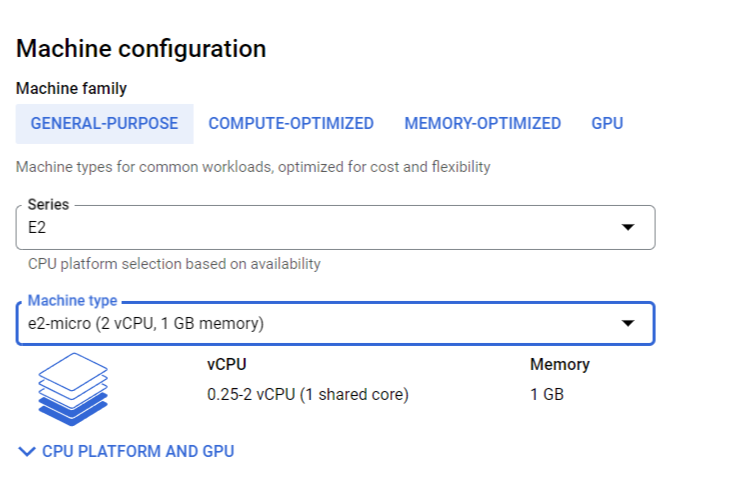 Machine configuration
Machine family
GENERAL-PURPOSE COMPUTE-OPTIMIZED MEMORY-OPTIMIZED GPU
Machine types for common workloads, optimized for cost and flexibility
Series
E2
CPU platform selection based on availability
Machine type
e2-micro (2 vCPU, 1 GB memory)
vCPU Memory
0.25-2 vCPU (1 shared core) 1 GB
CPU PLATFORM AND GPU